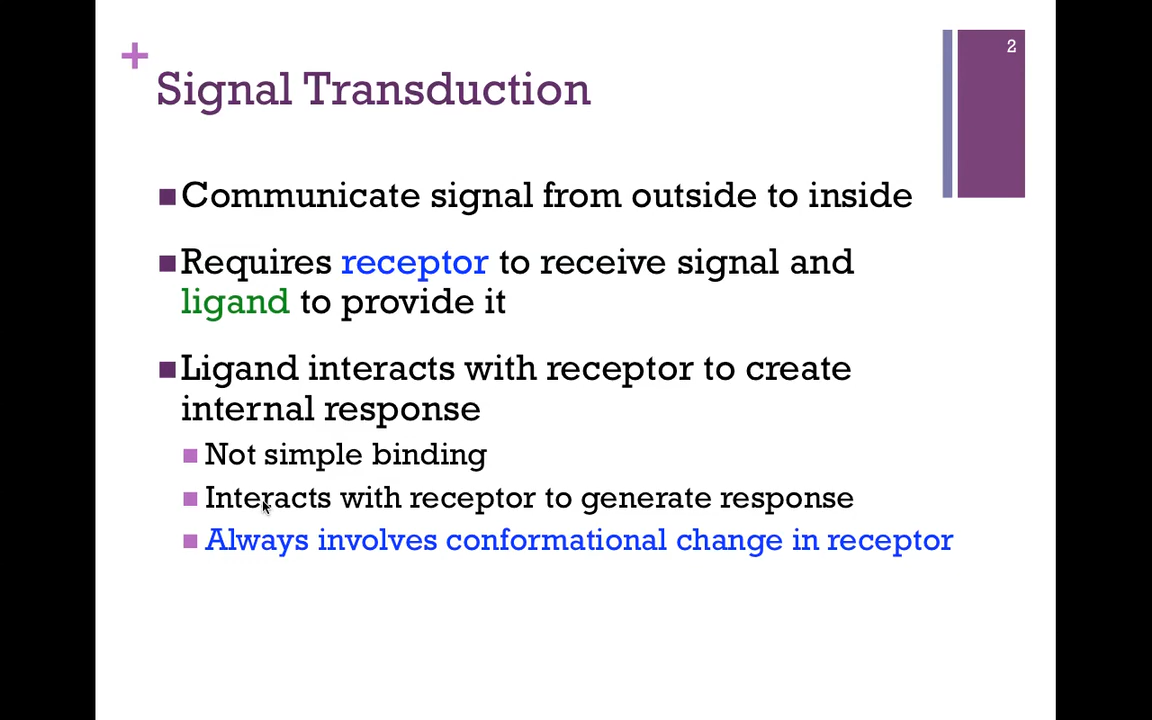 2
+
Signal Transduction
Communicate signal from outside to inside
Requires receptor to receive signal and
ligand to provide it
Ligand interacts with receptor to create
internal response
Not simple binding
Interacts with receptor to generate response
Always involves conformational change in receptor